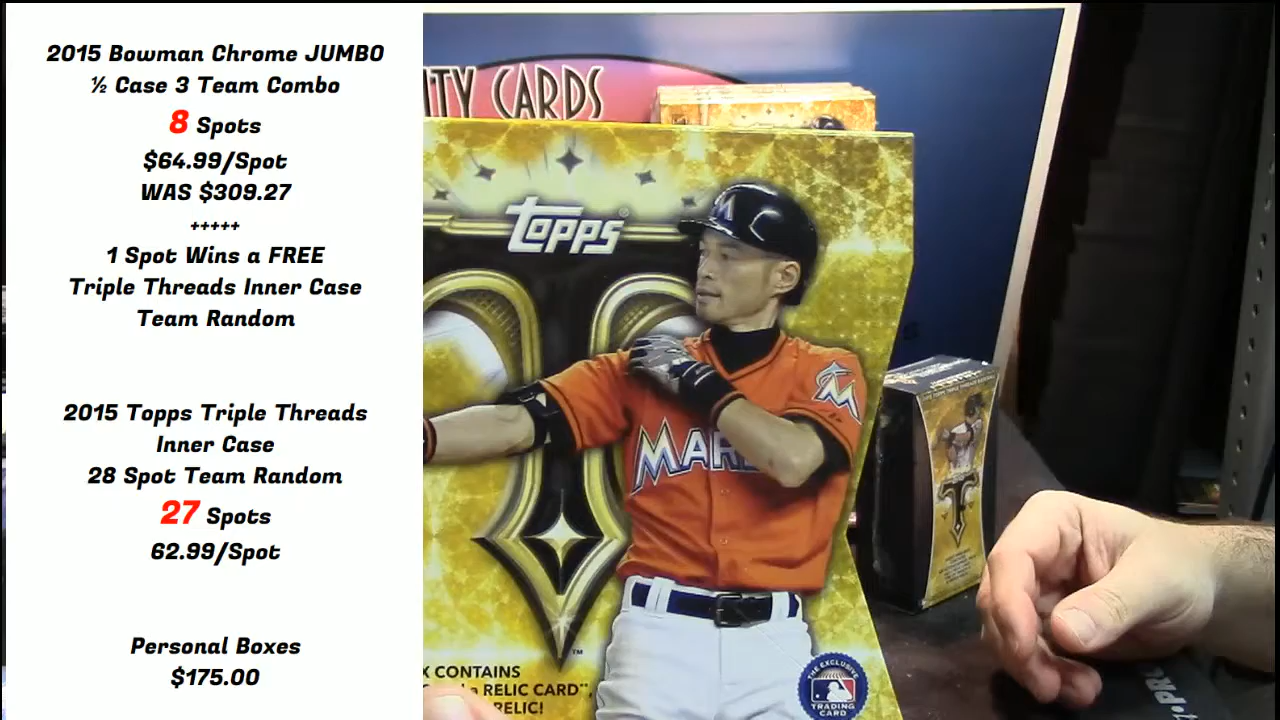 2015 Bowman Chrome JUMBO
½ Case 3 Team Combo
8 Spots
$64.99/Spot
WAS $309.27
+++++
1 Spot Wins a FREE
Triple Threads Inner Case
Team Random
2015 Topps Triple Threads
Inner Case
28 Spot Team Random
27 Spots
62.99/Spot
Personal Boxes
$175.00
ITY CARDS
TOPPS
M
M
MAR
X CONTAINS
RELIC CARD",
RELIC!
THE EXCLUSIVE
TRADING
CARD